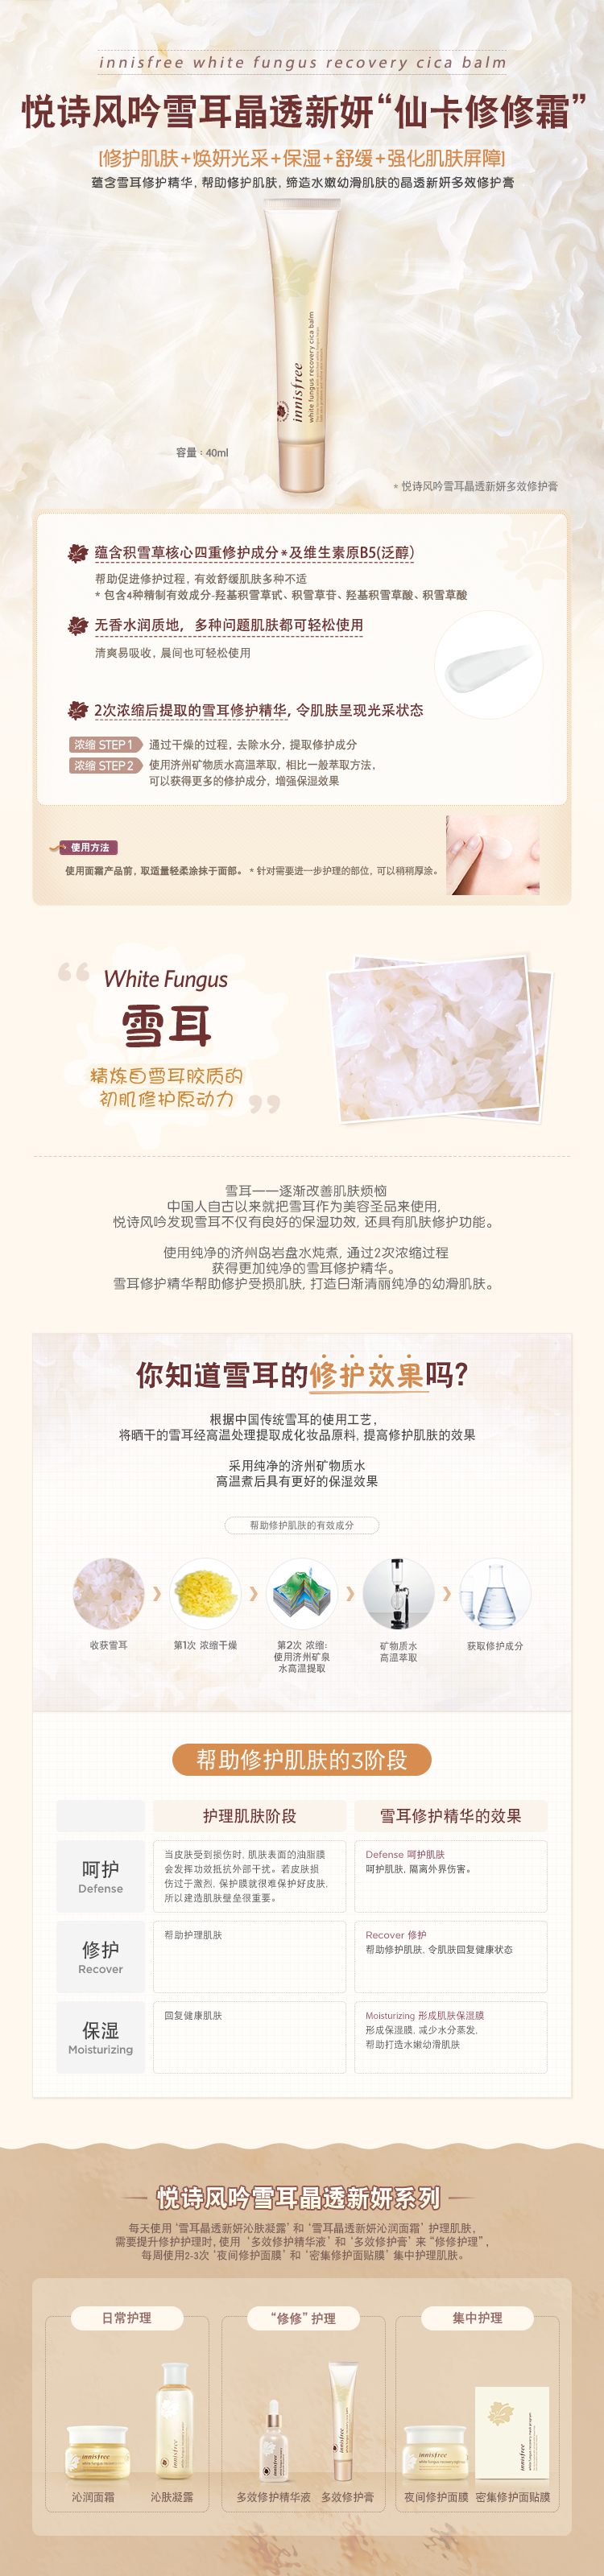 innisfree white fungus recovery cica balm
悦诗风吟雪耳晶透新妍“仙卡修修霜”
[修护肌肤+焕妍光采+保湿+舒缓+强化肌肤屏障]
蕴含雪耳修护精华, 帮助修护肌肤, 缔造水嫩幼滑肌肤的晶透新妍多效修护膏
innisfree
white fungus recovery cica balm
容量：40ml
* 悦诗风吟雪耳晶透新妍多效修护膏
蕴含积雪草核心四重修护成分*及维生素原B5(泛醇)
帮助促进修护过程, 有效舒缓肌肤多种不适
* 包含4种精制有效成分-羟基积雪草甙、积雪草苷、羟基积雪草酸、积雪草酸
无香水润质地，多种问题肌肤都可轻松使用
清爽易吸收, 晨间也可轻松使用
2次浓缩后提取的雪耳修护精华, 令肌肤呈现光采状态
浓缩 STEP 1 通过干燥的过程, 去除水分, 提取修护成分
浓缩 STEP 2 使用济州矿物质水高温萃取, 相比一般萃取方法,
可以获得更多的修护成分, 增强保湿效果
使用方法
使用面霜产品前, 取适量轻柔涂抹于面部。 * 针对需要进一步护理的部位, 可以稍稍厚涂。
“ White Fungus
雪耳
精炼自雪耳胶质的
初肌修护原动力 ”
雪耳——逐渐改善肌肤烦恼
中国人自古以来就把雪耳作为美容圣品来使用,
悦诗风吟发现雪耳不仅有良好的保湿功效, 还具有肌肤修护功能。
使用纯净的济州岛岩盘水炖煮, 通过2次浓缩过程
获得更加纯净的雪耳修护精华。
雪耳修护精华帮助修护受损肌肤, 打造日渐清丽纯净的幼滑肌肤。
你知道雪耳的修护效果吗?
根据中国传统雪耳的使用工艺,
将晒干的雪耳经高温处理提取成化妆品原料, 提高修护肌肤的效果
采用纯净的济州矿物质水
高温煮后具有更好的保湿效果
帮助修护肌肤的有效成分
收获雪耳
第1次 浓缩干燥
第2次 浓缩:
使用济州矿泉
水高温提取
矿物质水
高温萃取
获取修护成分
帮助修护肌肤的3阶段
护理肌肤阶段
雪耳修护精华的效果
呵护
Defense
当皮肤受到损伤时, 肌肤表面的油脂膜
会发挥功效抵抗外部干扰。若皮肤损
伤过于激烈, 保护膜就很难保护好皮肤,
所以建造肌肤壁垒很重要。
Defense 呵护肌肤
呵护肌肤, 隔离外界伤害。
修护
Recover
帮助护理肌肤
Recover 修护
帮助修护肌肤, 令肌肤回复健康状态
保湿
Moisturizing
回复健康肌肤
Moisturizing 形成肌肤保湿膜
形成保湿膜, 减少水分蒸发,
帮助打造水嫩幼滑肌肤
悦诗风吟雪耳晶透新妍系列
每天使用‘雪耳晶透新妍沁肤凝露’和‘雪耳晶透新妍沁润面霜’护理肌肤,
需要提升修护护理时, 使用‘多效修护精华液’和‘多效修护膏’来“修修护理”,
每周使用2-3次‘夜间修护面膜’和‘密集修护面贴膜’集中护理肌肤。
日常护理
“修修”护理
集中护理
沁润面霜
沁肤凝露
多效修护精华液
多效修护膏
夜间修护面膜
密集修护面贴膜